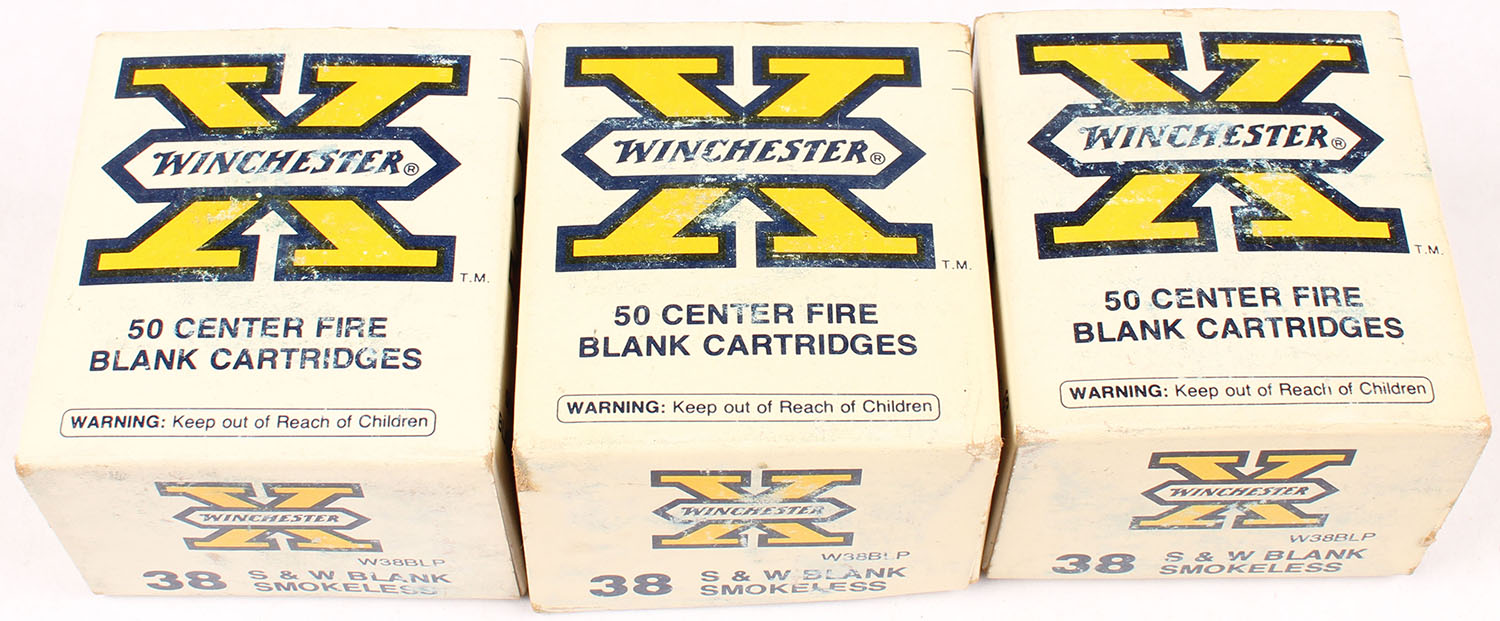 WINCHESTER®
T.M.
50 CENTER FIRE
BLANK CARTRIDGES
WARNING: Keep out of Reach of Children
WINCHESTER
W38BLP
38 S & W BLANK
SMOKELESS
WINCHESTER®
T.M.
50 CENTER FIRE
BLANK CARTRIDGES
WARNING: Keep out of Reach of Children
WINCHESTER
W38BLP
38 S & W BLANK
SMOKELESS
WINCHESTER®
T.M.
50 CENTER FIRE
BLANK CARTRIDGES
WARNING: Keep out of Reach of Children
WINCHESTER
W38BLP
38 S & W BLANK
SMOKELESS